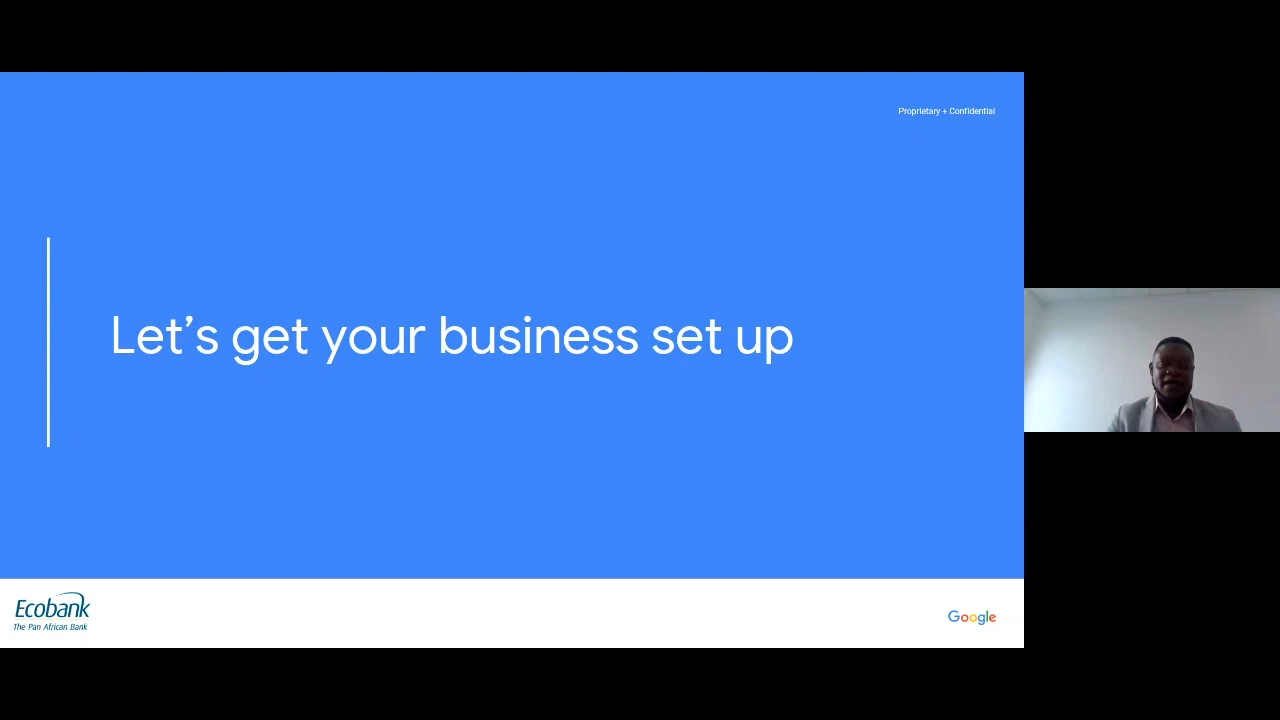 Proprietary + Confidential
Let’s get your business set up
Ecobank
The Pan African Bank
Google